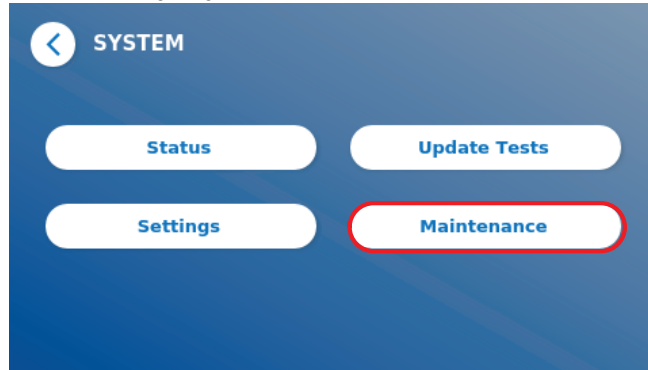 SYSTEM
Status
Update Tests
Settings
Maintenance